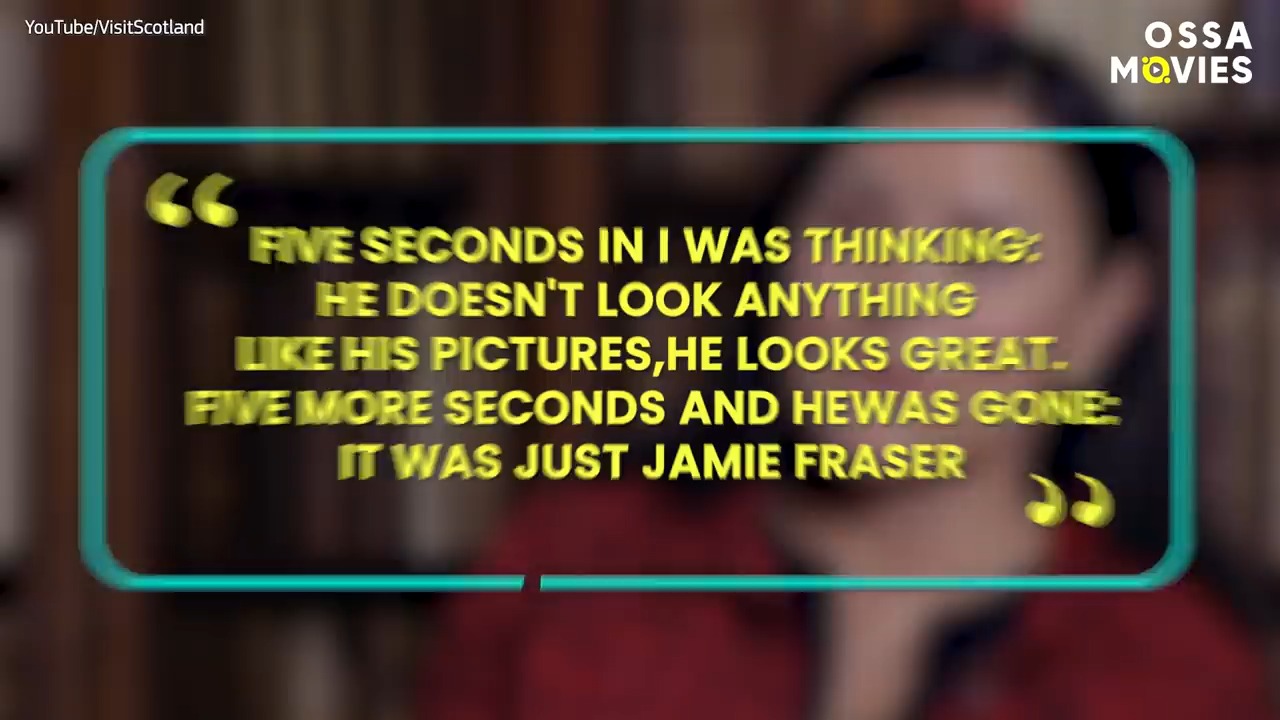 YouTube/VisitScotland
OSSA
MOVIES
“
FIVE SECONDS IN I WAS THINKING:
HE DOESN'T LOOK ANYTHING
LIKE HIS PICTURES,HE LOOKS GREAT.
FIVE MORE SECONDS AND HEWAS GONE:
IT WAS JUST JAMIE FRASER
”